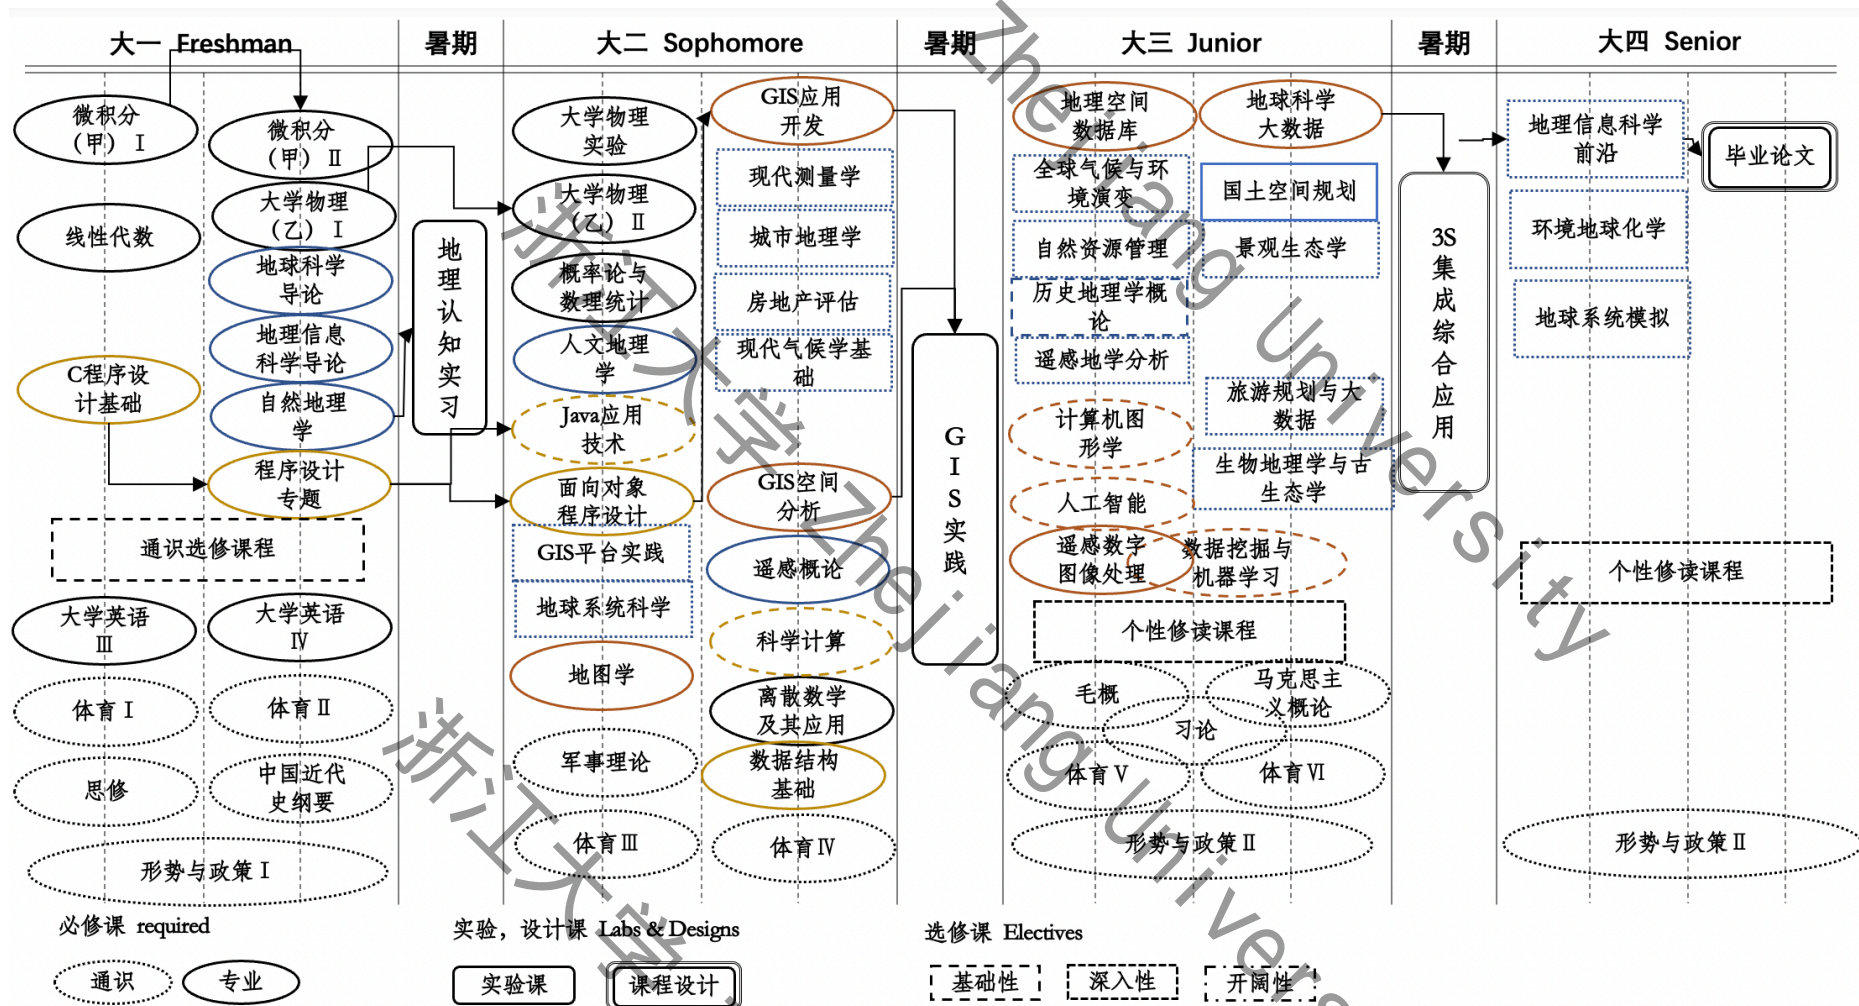 大一 Freshman
暑期
大二 Sophomore
暑期
大三 Junior
暑期
大四 Senior
微积分
（甲）Ⅰ
线性代数
C程序设
计基础
微积分
（甲）Ⅱ
大学物理
（乙）Ⅰ
地球科学
导论
地理信息
科学导论
自然地理
学
程序设计
专题
通识选修课程
大学英语
Ⅲ
大学英语
Ⅳ
体育Ⅰ
体育Ⅱ
思修
中国近代
史纲要
形势与政策Ⅰ
地
理
认
知
实
习
大学物理
实验
大学物理
（乙）Ⅱ
概率论与
数理统计
人文地理
学
Java应用
技术
面向对象
程序设计
GIS平台实践
地球系统科学
地图学
军事理论
体育Ⅲ
GIS应用
开发
现代测量学
城市地理学
房地产评估
现代气候学基
础
GIS空间
分析
遥感概论
科学计算
离散数学
及其应用
数据结构
基础
体育Ⅳ
G
I
S
实
践
地理空间
数据库
全球气候与环
境演变
自然资源管理
历史地理学概
论
遥感地学分析
计算机图
形学
人工智能
遥感数字
图像处理
地球科学
大数据
国土空间规划
景观生态学
旅游规划与大
数据
生物地理学与古
生态学
数据挖掘与
机器学习
个性修读课程
毛概
马克思主
义概论
习论
体育Ⅴ
体育Ⅵ
形势与政策Ⅱ
3S
集
成
综
合
应
用
地理信息科学
前沿
环境地球化学
地球系统模拟
毕业论文
个性修读课程
形势与政策Ⅱ
必修课 required
通识
专业
实验，设计课 Labs & Designs
实验课
课程设计
选修课 Electives
基础性
深入性
开阔性
Zhejiang University
浙江大学 Zhejiang University
浙江大学